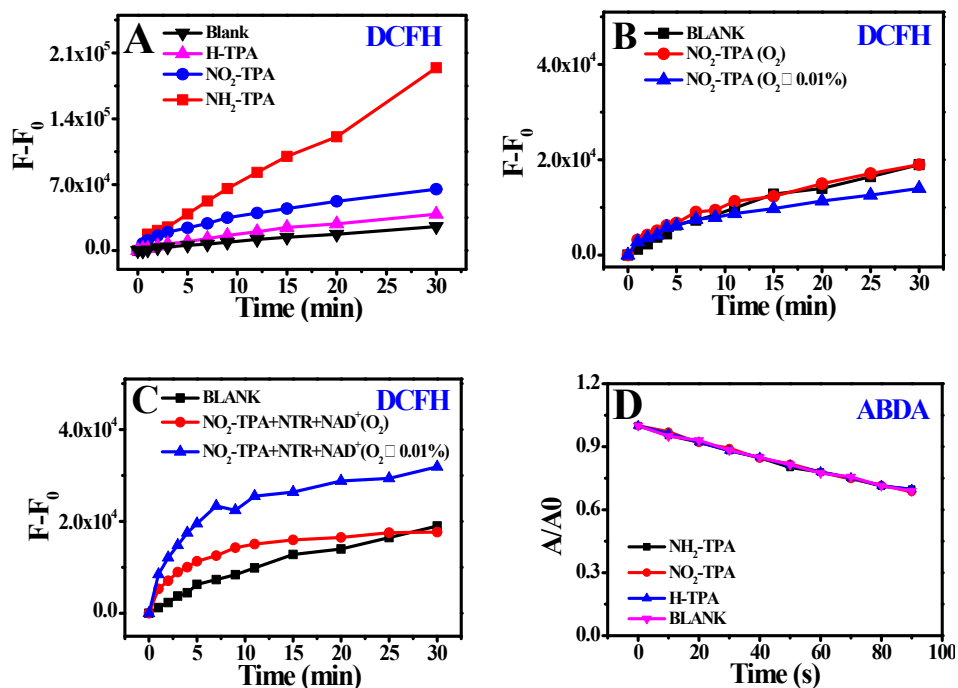 A
DCFH
Blank
H-TPA
NO2-TPA
NH2-TPA
F-F0
2.1x10^5
1.4x10^5
7.0x10^4
0.0
0 5 10 15 20 25 30
Time (min)
B
DCFH
BLANK
NO2-TPA (O2)
NO2-TPA (O2□ 0.01%)
F-F0
4.0x10^4
2.0x10^4
0.0
0 5 10 15 20 25 30
Time (min)
C
DCFH
BLANK
NO2-TPA+NTR+NAD+(O2)
NO2-TPA+NTR+NAD+(O2□ 0.01%)
F-F0
4.0x10^4
2.0x10^4
0.0
0 5 10 15 20 25 30
Time (min)
D
ABDA
NH2-TPA
NO2-TPA
H-TPA
BLANK
A/A0
1.2
0.9
0.6
0.3
0.0
0 20 40 60 80 100
Time (s)